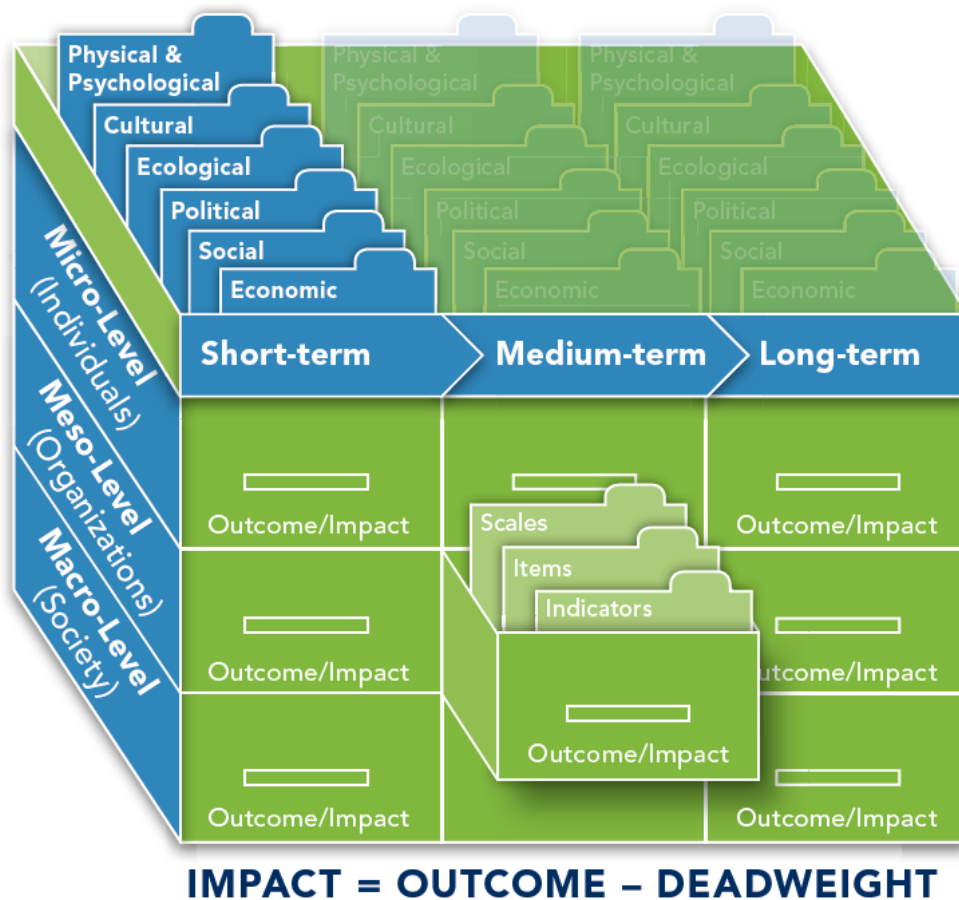 Physical &
Psychological
Cultural
Ecological
Political
Social
Economic
Physical &
Psychological
Cultural
Ecological
Political
Social
Economic
Physical &
Psychological
Cultural
Ecological
Political
Social
Economic
Micro-Level
(Individuals)
Meso-Level
(Organizations)
Macro-Level
(Society)
Short-term
Medium-term
Long-term
Outcome/Impact
Scales
Items
Indicators
Outcome/Impact
Outcome/Impact
Outcome/Impact
utcome/Impact
Outcome/Impact
Outcome/Impact
IMPACT = OUTCOME – DEADWEIGHT